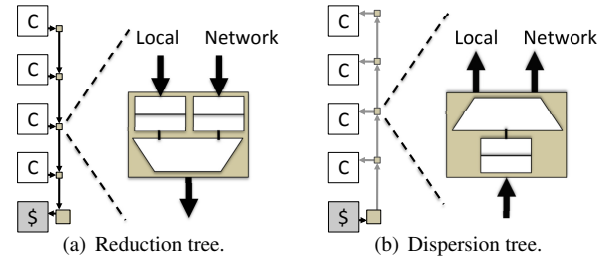 C
C
C
C
$
Local Network
(a) Reduction tree.
C
C
C
C
$
Local Network
(b) Dispersion tree.